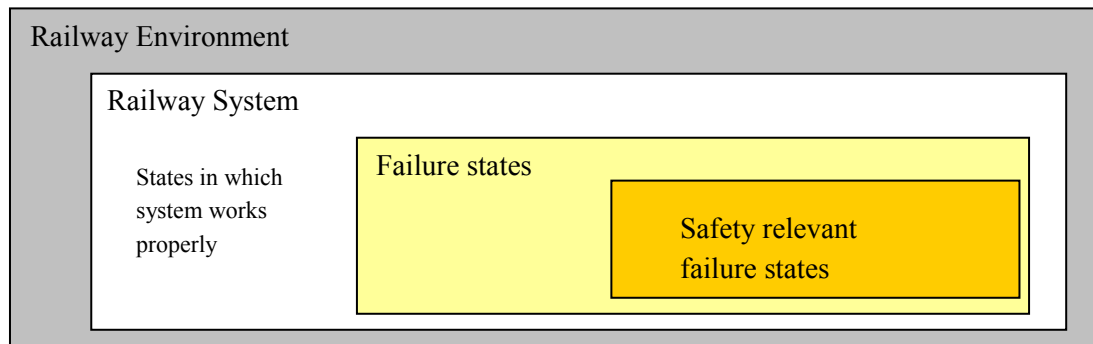 Railway Environment
Railway System
States in which
system works
properly
Failure states
Safety relevant
failure states